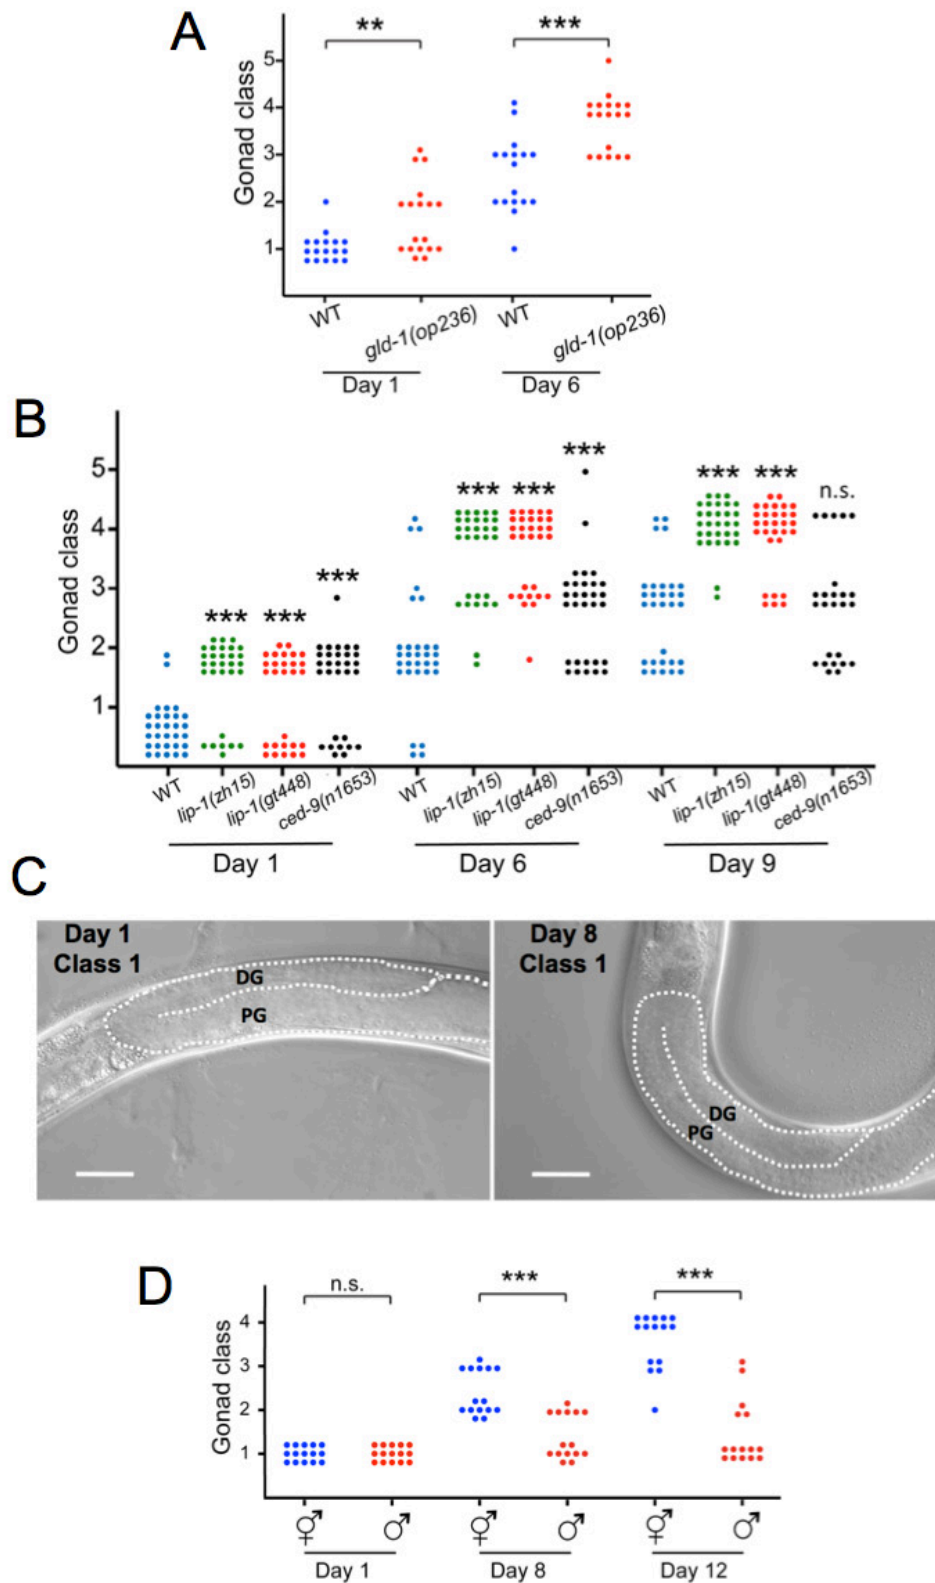 A
Gonad class
5
4
3
2
1
**
***
WT
gld-1(op236)
WT
gld-1(op236)
Day 1
Day 6
B
Gonad class
5
4
3
2
1
***
***
***
***
***
***
***
***
n.s.
WT
lip-1(zh15)
lip-1(gt448)
ced-9(n1653)
WT
lip-1(zh15)
lip-1(gt448)
ced-9(n1653)
WT
lip-1(zh15)
lip-1(gt448)
ced-9(n1653)
Day 1
Day 6
Day 9
C
Day 1
Class 1
DG
PG
Day 8
Class 1
DG
PG
D
Gonad class
4
3
2
1
n.s.
***
***
⚥ ♂ ⚥ ♂ ⚥ ♂
Day 1
Day 8
Day 12